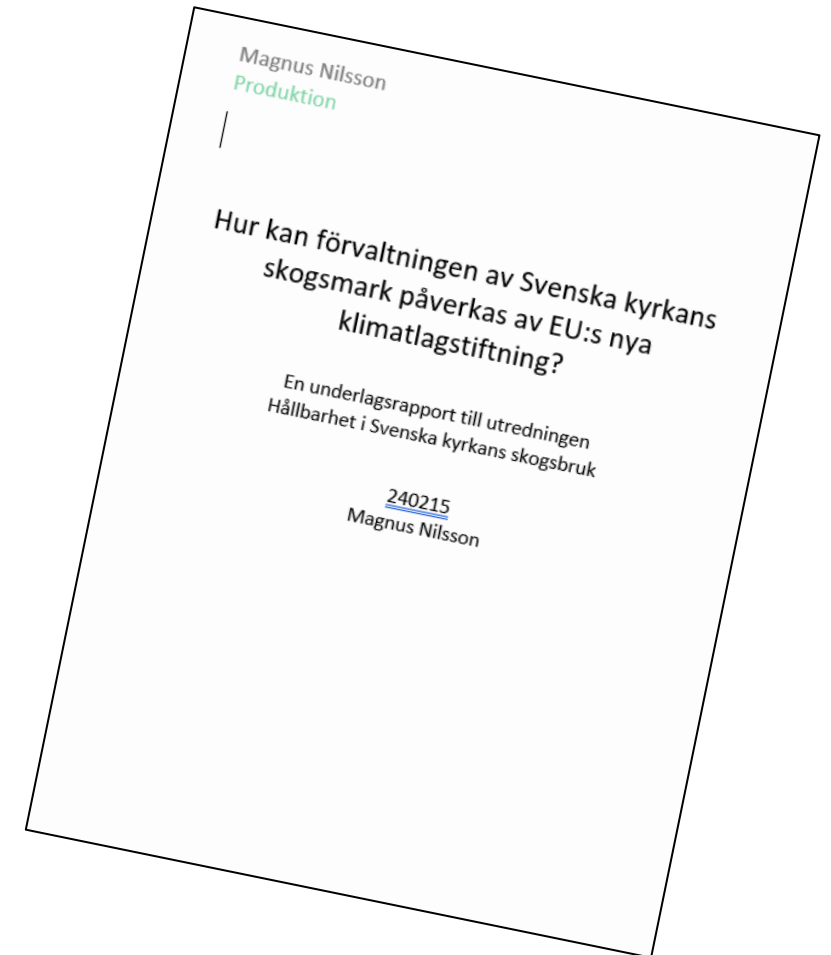 Magnus Nilsson
Produktion
Hur kan förvaltningen av Svenska kyrkans
skogsmark påverkas av EU:s nya
klimatlagstiftning?
En underlagsrapport till utredningen
Hållbarhet i Svenska kyrkans skogsbruk
240215
Magnus Nilsson